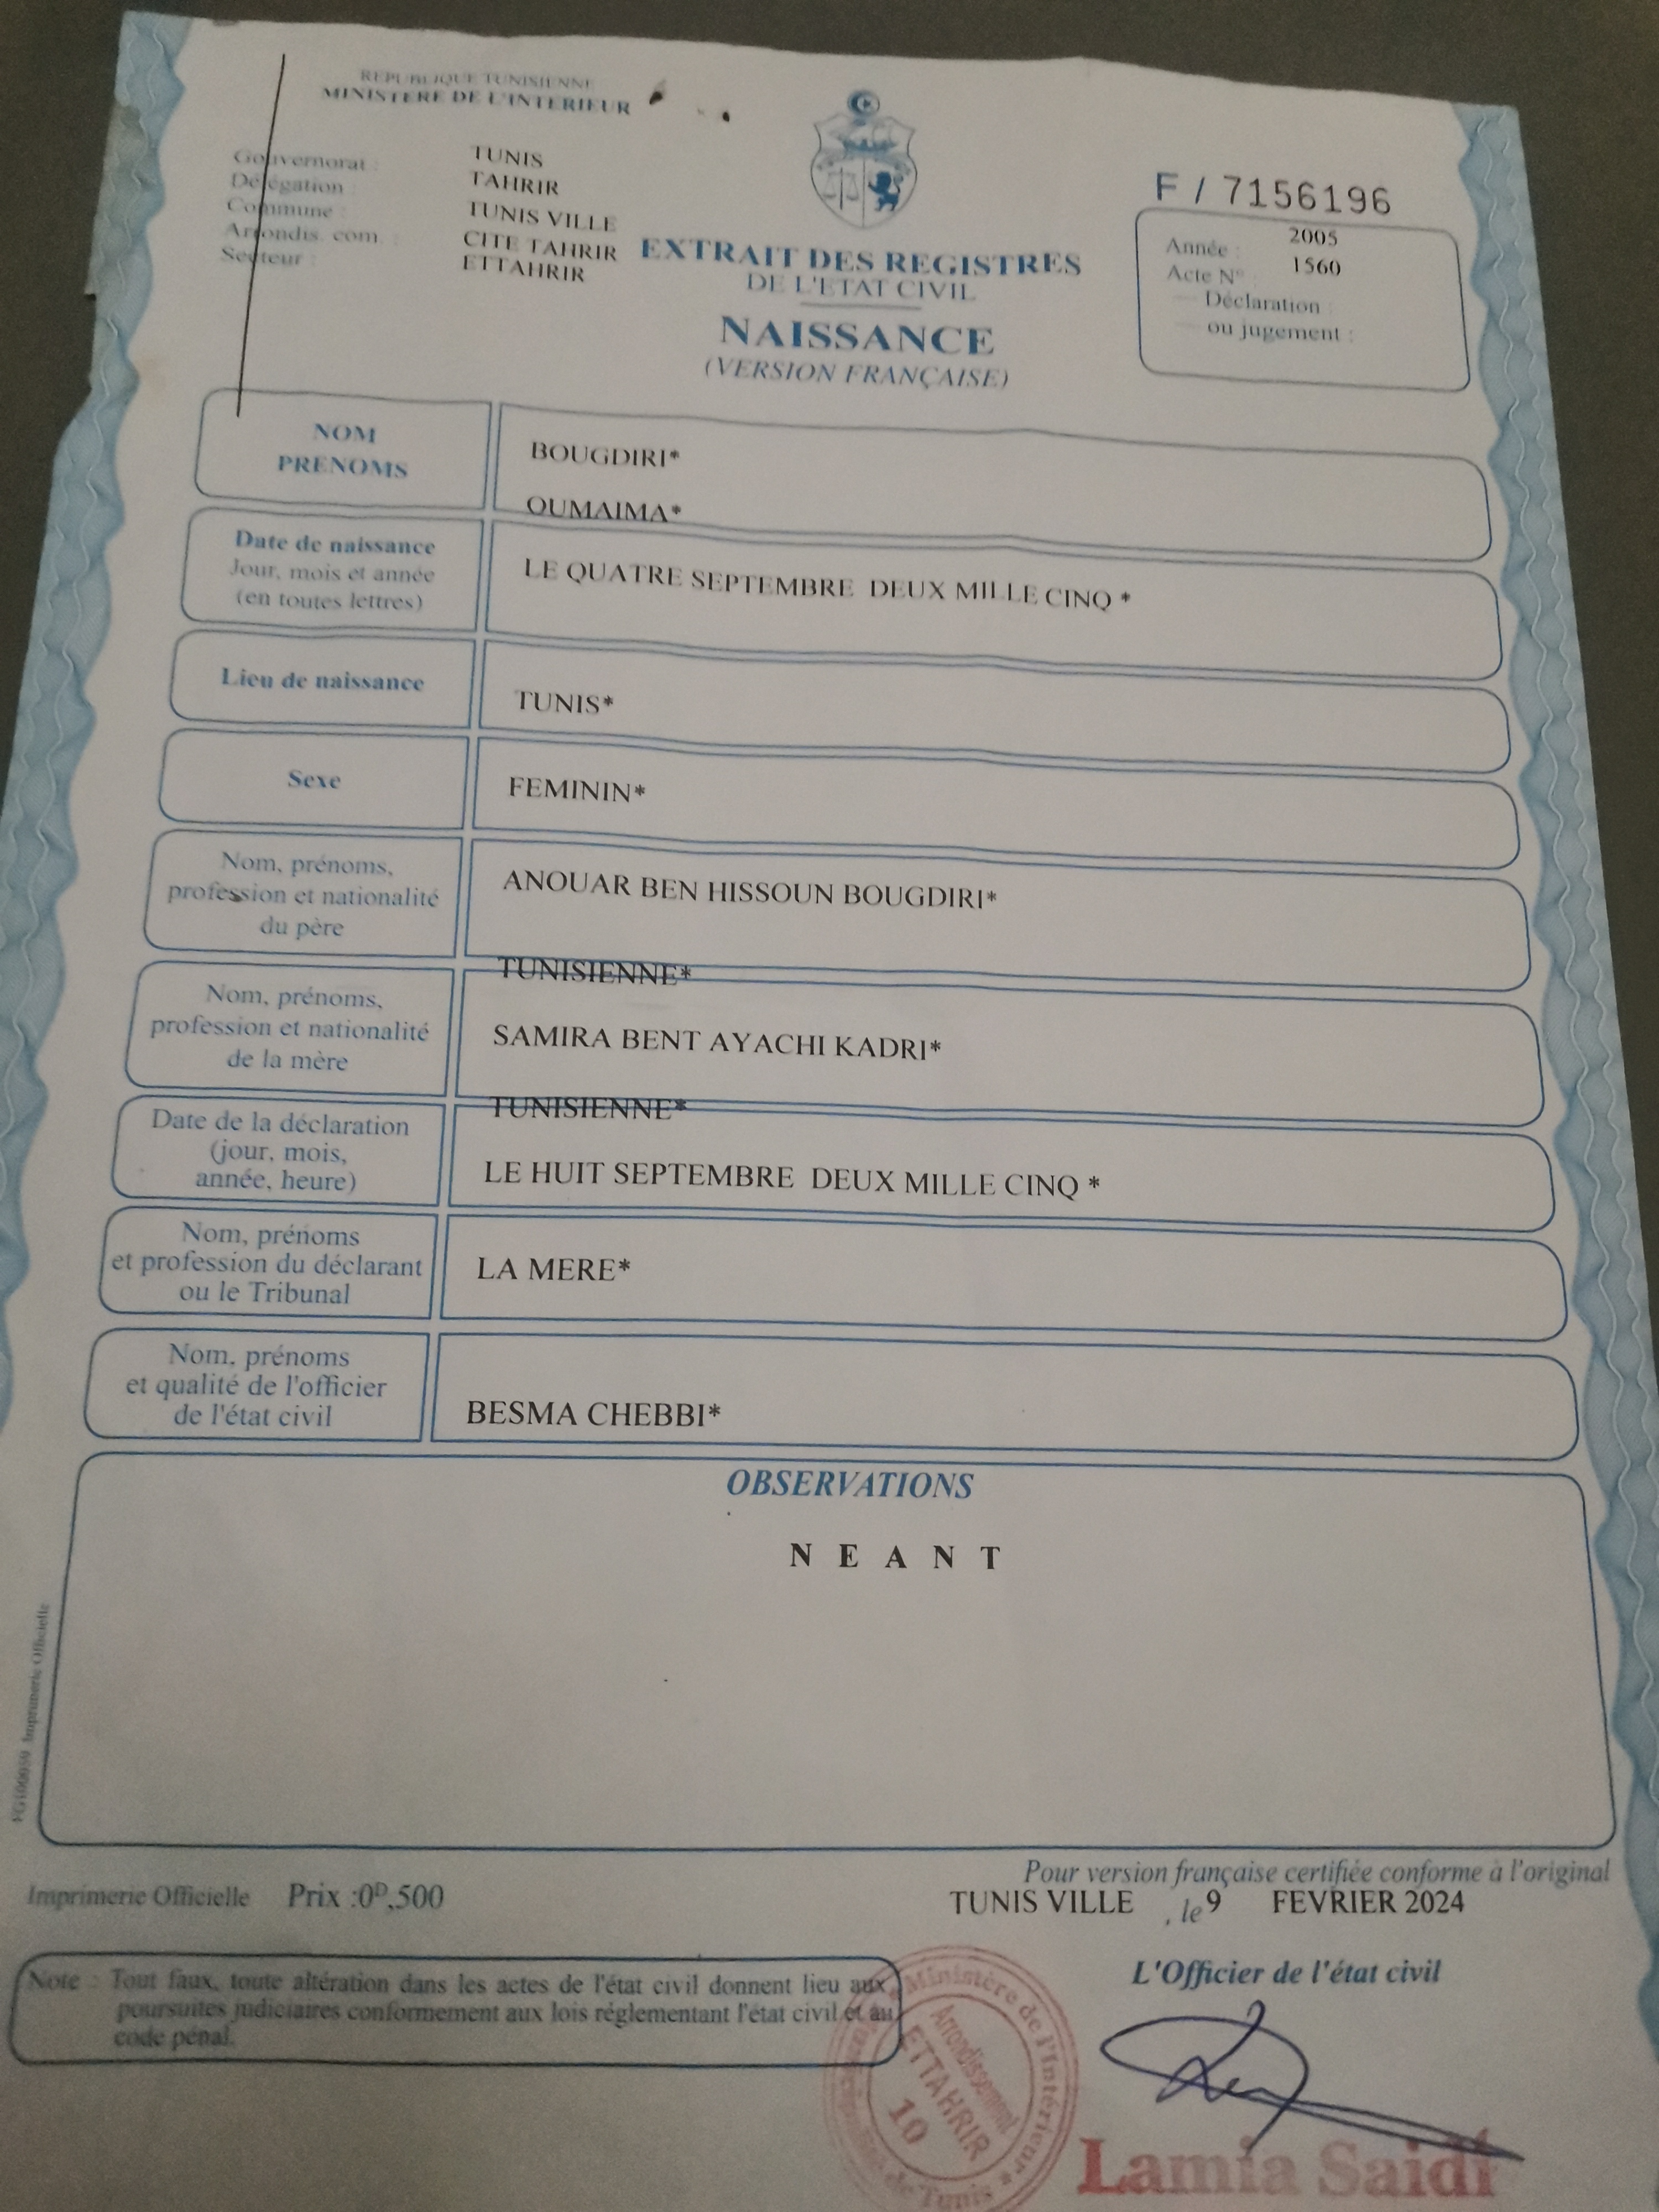 REPUBLIQUE TUNISIENNE
MINISTERE DE L'INTERIEUR
Gouvernorat : TUNIS
Délégation : TAHRIR
Commune : TUNIS VILLE
Arrondis. com. : CITE TAHRIR
Secteur : ETTAHRIR
EXTRAIT DES REGISTRES
DE L'ETAT CIVIL
NAISSANCE
(VERSION FRANÇAISE)
F / 7156196
Année : 2005
Acte N° 1560
Déclaration
ou jugement :
NOM
PRENOMS
BOUGDIRI*
OUMAIMA*
Date de naissance
Jour, mois et année
(en toutes lettres)
LE QUATRE SEPTEMBRE DEUX MILLE CINQ *
Lieu de naissance
TUNIS*
Sexe
FEMININ*
Nom, prénoms,
profession et nationalité
du père
ANOUAR BEN HISSOUN BOUGDIRI*
TUNISIENNE*
Nom, prénoms,
profession et nationalité
de la mère
SAMIRA BENT AYACHI KADRI*
TUNISIENNE*
Date de la déclaration
(jour, mois,
année, heure)
LE HUIT SEPTEMBRE DEUX MILLE CINQ *
Nom, prénoms
et profession du déclarant
ou le Tribunal
LA MERE*
Nom, prénoms
et qualité de l'officier
de l'état civil
BESMA CHEBBI*
OBSERVATIONS
N E A N T
Imprimerie Officielle
Pour version française certifiée conforme à l'original
Imprimerie Officielle Prix :0ᴰ,500
TUNIS VILLE , le 9 FEVRIER 2024
L'Officier de l'état civil
Note : Tout faux, toute altération dans les actes de l'état civil donnent lieu aux
poursuites judiciaires conformement aux lois réglementant l'état civil et au
code pénal.
Ministère de l'Intérieur *
de Tunis
Arrondissement
ETTAHRIR
10
Lamia Saidi